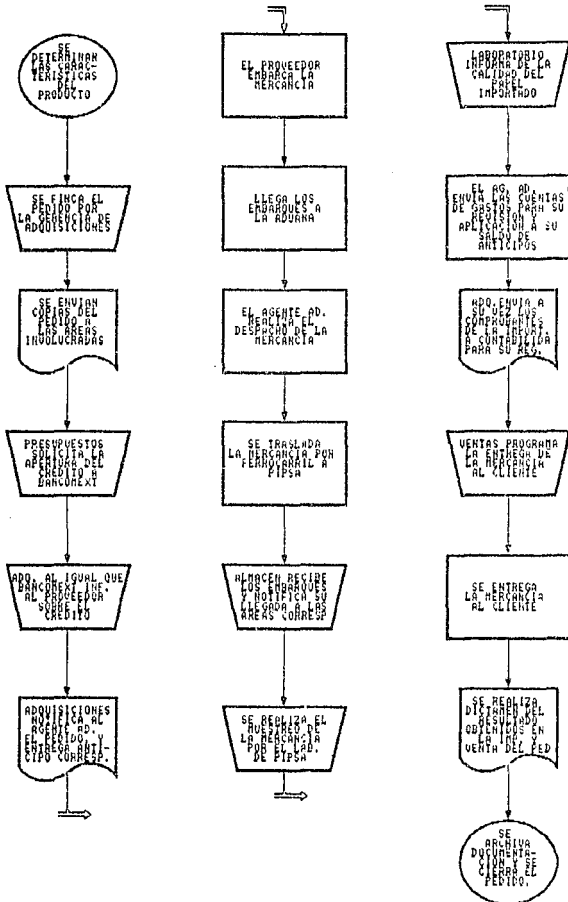 SE
DETERMINAN
LAS CARAC-
TERISTICAS
DEL
PRODUCTO
SE FINCA EL
PEDIDO POR
LA GERENCIA DE
ADQUISICIONES
SE ENVIAN
COPIAS DEL
PEDIDO A
LAS AREAS
INVOLUCRADAS
PRESUPUESTOS
SOLICITA LA
APERTURA DEL
CREDITO A
BANCOMEXT
ADQ. AL IGUAL QUE
BANCOMEXT INF.
AL PROVEEDOR
SOBRE EL
CREDITO
ADQUISICIONES
NOTIFICA AL
AGENTE AD.
EL PEDIDO, Y
ENTREGA ANTI-
CIPO CORRESP.
EL PROVEEDOR
EMBARCA LA
MERCANCIA
LLEGA LOS
EMBARQUES A
LA ADUANA
EL AGENTE AD.
REALIZA EL
DESPACHO DE LA
MERCANCIA
SE TRASLADA
LA MERCANCIA POR
FERROCARRIL A
PIPSA
ALMACEN RECIBE
LOS EMBARQUES
Y NOTIFICA SU
LLEGADA A LAS
AREAS CORRESP
SE REALIZA EL
MUESTREO DE
LA MERCANCIA
POR EL LAB.
DE PIPSA
LABORATORIO
INFORMA DE LA
CALIDAD DEL
PAPEL
IMPORTADO
EL AG. AD.
ENVIA LAS CUENTAS
DE GASTOS PARA SU
REVISION Y
APLICACION A SU
SALDO DE
ANTICIPOS
ADQ. ENVIA A
SU VEZ LOS
COMPROVANTES
DE LA IMPORT.
A CONTABILIDA
PARA SU REG.
VENTAS PROGRAMA
LA ENTREGA DE
LA MERCANCIA
AL CLIENTE
SE ENTREGA
LA MERCANCIA
AL CLIENTE
SE REALIZA
DICTAMEN DEL
RESULTADO
OBTENIDOS EN
LA IMP. Y
VENTA DEL PED
SE
ARCHIVA
DOCUMENTA-
CION Y SE
CIERRA EL
PEDIDO.